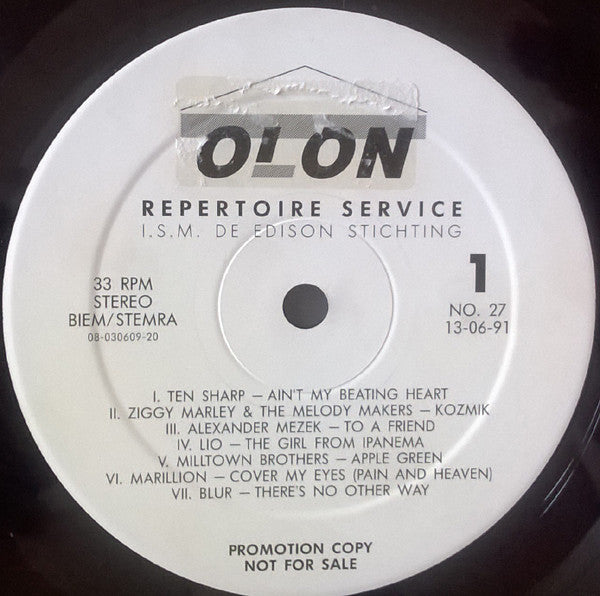 OLON
REPERTOIRE SERVICE
I.S.M. DE EDISON STICHTING
33 RPM
STEREO
BIEM/STEMRA
08-030609-20
1
NO. 27
13-06-91
I. TEN SHARP – AIN'T MY BEATING HEART
II. ZIGGY MARLEY & THE MELODY MAKERS – KOZMIK
III. ALEXANDER MEZEK – TO A FRIEND
IV. LIO – THE GIRL FROM IPANEMA
V. MILLTOWN BROTHERS – APPLE GREEN
VI. MARILLION – COVER MY EYES (PAIN AND HEAVEN)
VII. BLUR – THERE'S NO OTHER WAY
PROMOTION COPY
NOT FOR SALE